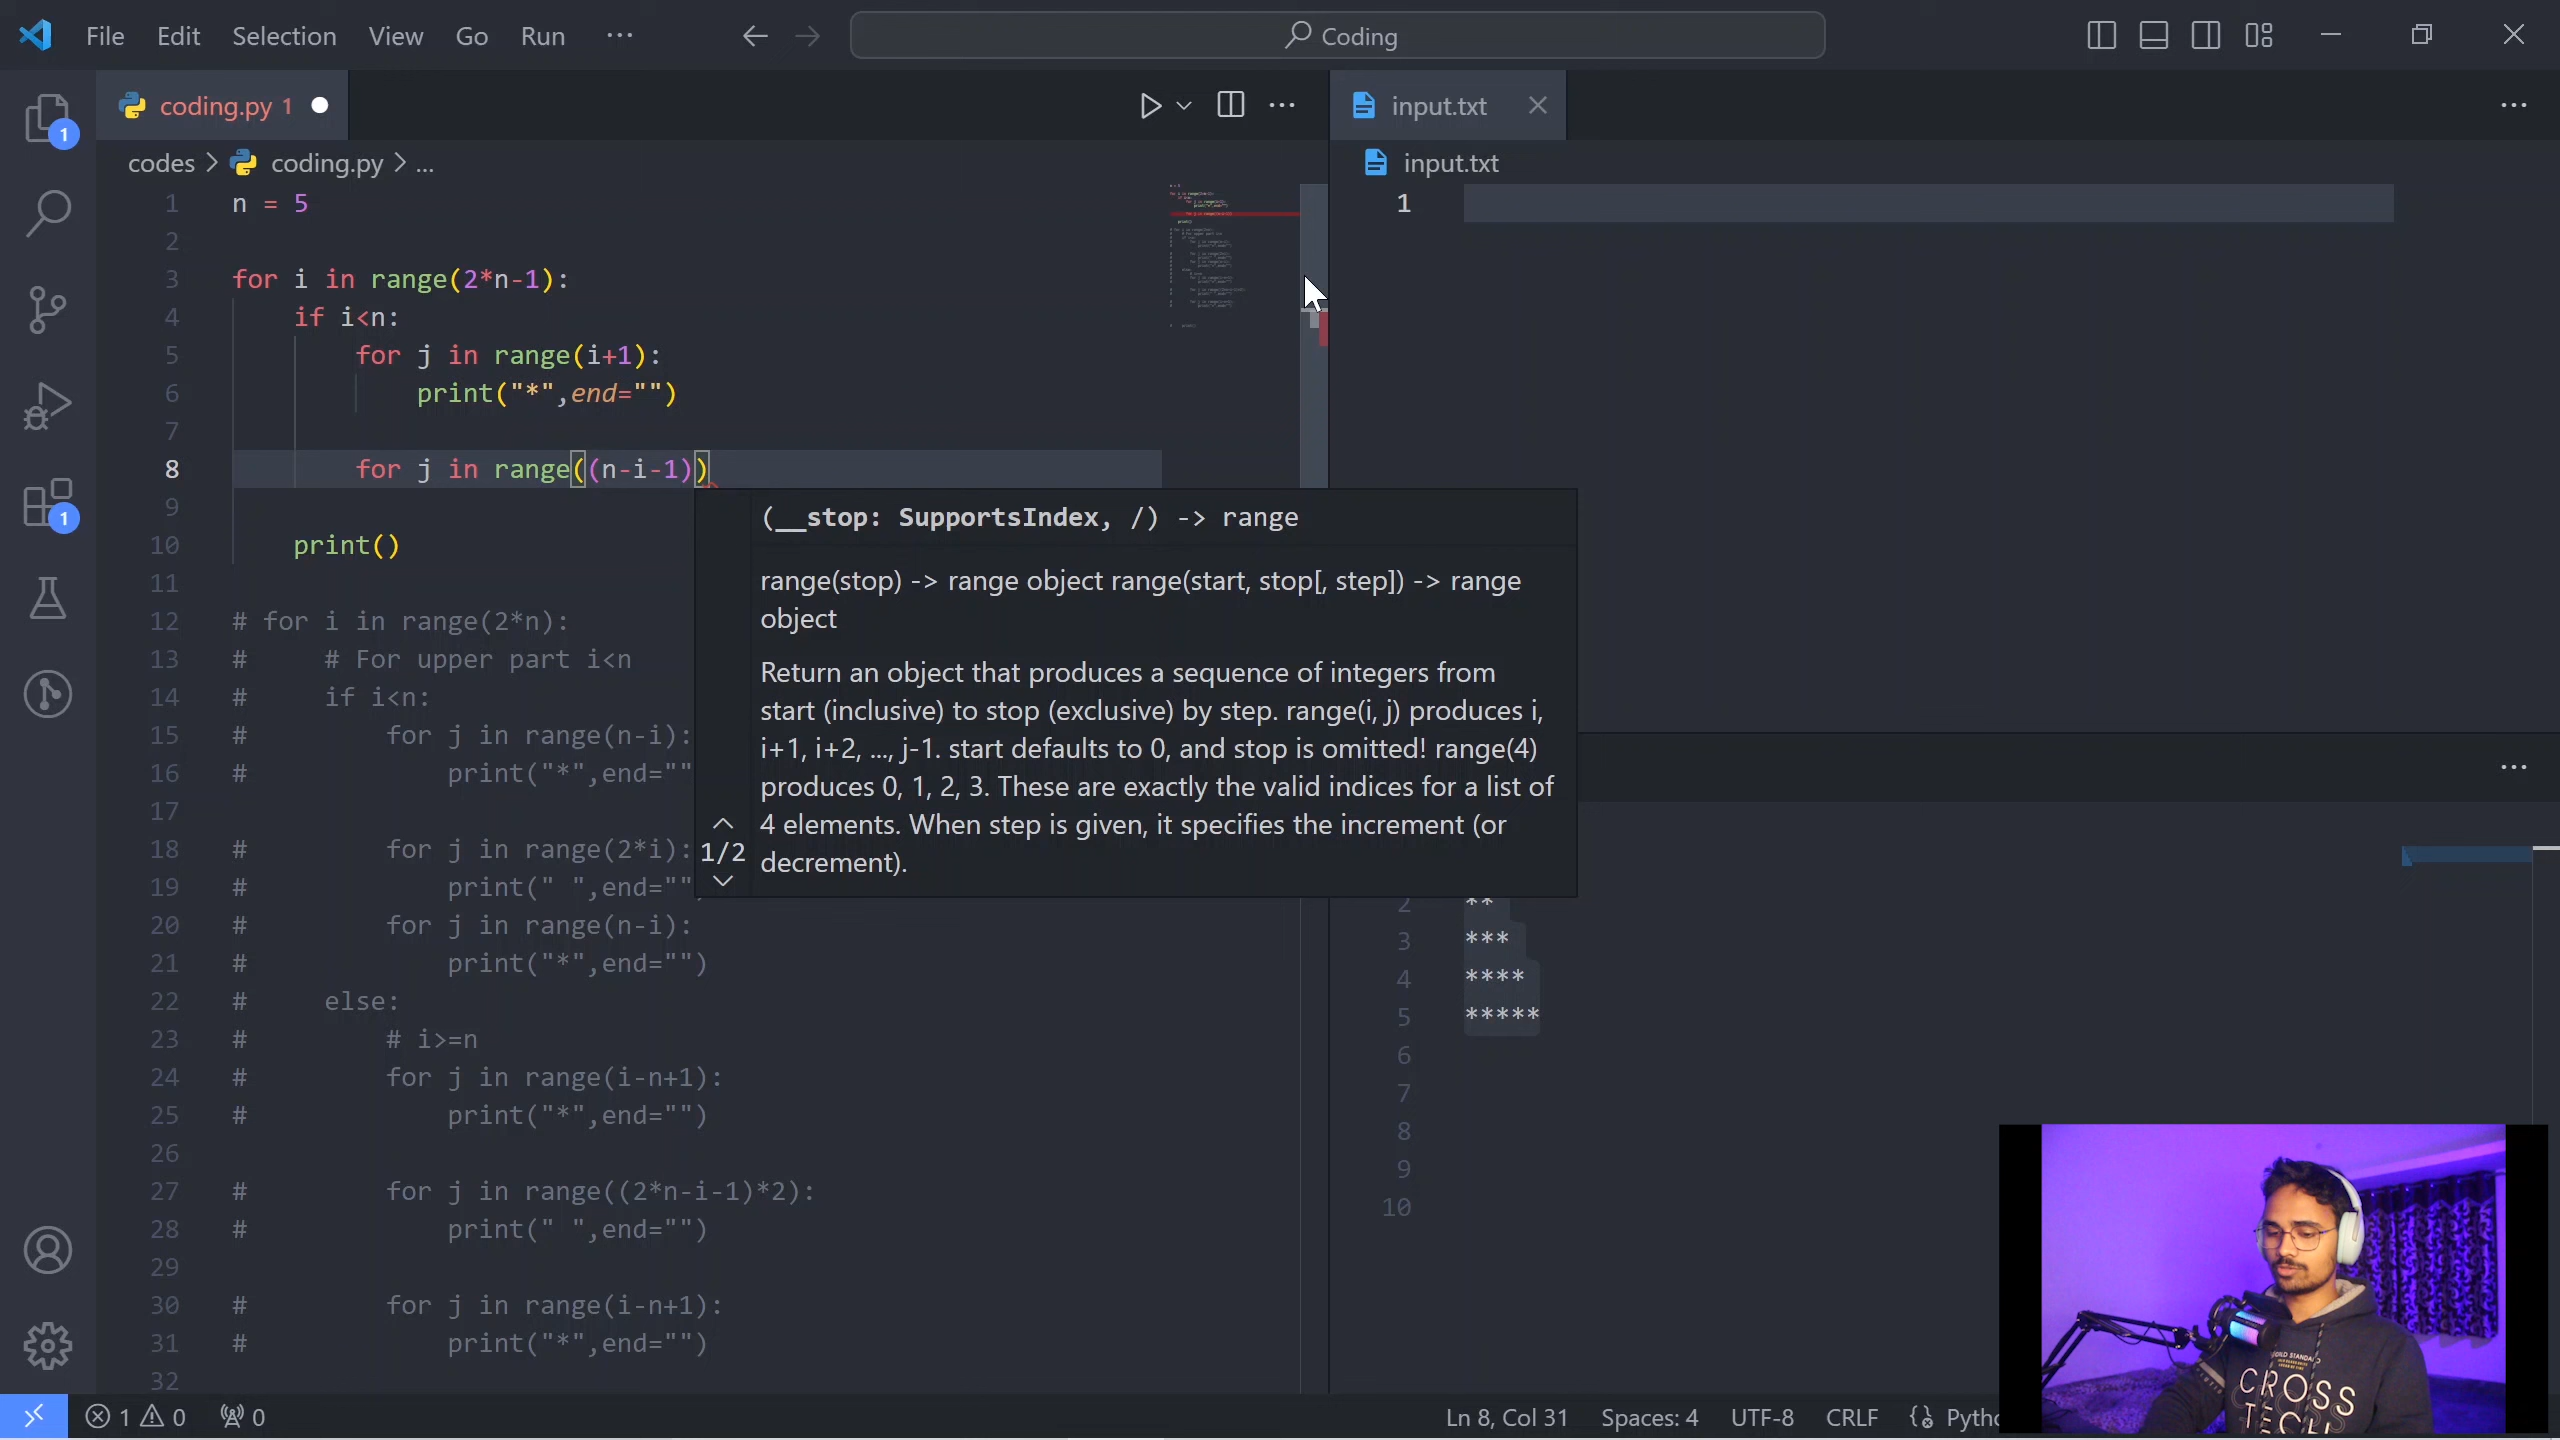 File Edit Selection View Go Run ... Coding
coding.py 1
input.txt
codes > coding.py > ...
input.txt
1 n = 5
2
3 for i in range(2*n-1):
4 if i<n:
5 for j in range(i+1):
6 print("*",end="")
7
8 for j in range((n-i-1))
9
10 print()
11
12 # for i in range(2*n):
13 # # For upper part i<n
14 # if i<n:
15 # for j in range(n-i):
16 # print("*",end=""
17
18 # for j in range(2*i):
19 # print(" ",end=""
20 # for j in range(n-i):
21 # print("*",end="")
22 # else:
23 # # i>=n
24 # for j in range(i-n+1):
25 # print("*",end="")
26
27 # for j in range((2*n-i-1)*2):
28 # print(" ",end="")
29
30 # for j in range(i-n+1):
31 # print("*",end="")
32
(__stop: SupportsIndex, /) -> range
range(stop) -> range object range(start, stop[, step]) -> range
object
Return an object that produces a sequence of integers from
start (inclusive) to stop (exclusive) by step. range(i, j) produces i,
i+1, i+2, ..., j-1. start defaults to 0, and stop is omitted! range(4)
produces 0, 1, 2, 3. These are exactly the valid indices for a list of
4 elements. When step is given, it specifies the increment (or
decrement).
1/2
1
2 **
3 ***
4 ****
5 *****
6
7
8
9
10
1
1
1 0 0
Ln 8, Col 31 Spaces: 4 UTF-8 CRLF Pytho
CROSS
TECH